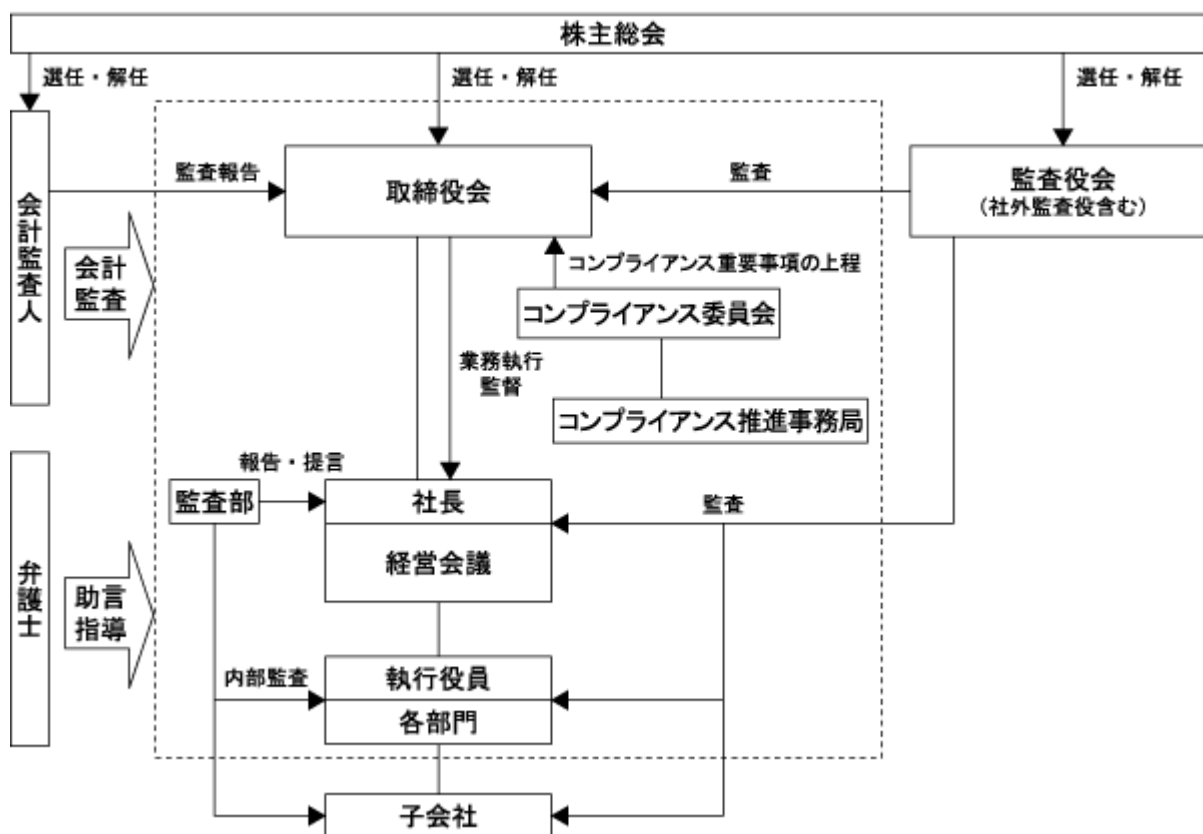 株主総会
選任・解任
選任・解任
選任・解任
会計監査人
監査報告
取締役会
監査
監査役会
（社外監査役含む）
会計
監査
コンプライアンス重要事項の上程
コンプライアンス委員会
業務執行
監督
コンプライアンス推進事務局
弁護士
報告・提言
監査部
社長
監査
経営会議
助言
指導
内部監査
執行役員
各部門
子会社